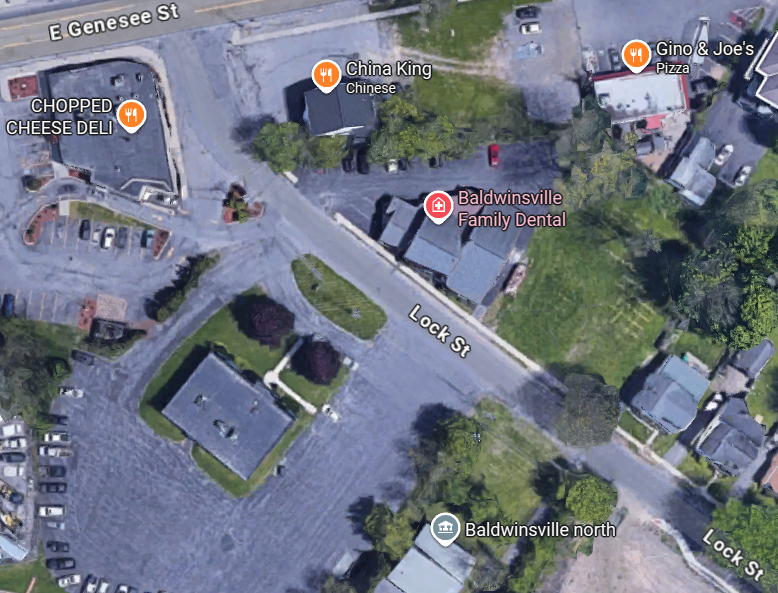 E Genesee St
Gino & Joe's
Pizza
China King
Chinese
CHOPPED
CHEESE DELI
Baldwinsville
Family Dental
Lock St
Baldwinsville north
Lock St